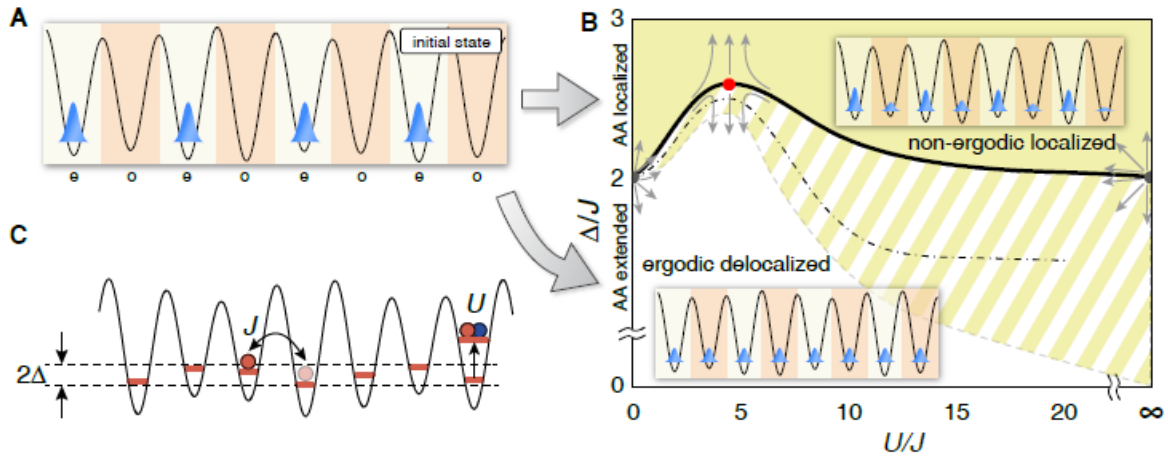 A
initial state
e o e o e o e o
C
J
U
2Δ
B
3
2
0
AA localized
Δ/J
AA extended
non-ergodic localized
ergodic delocalized
0 5 10 15 20 ∞
U/J